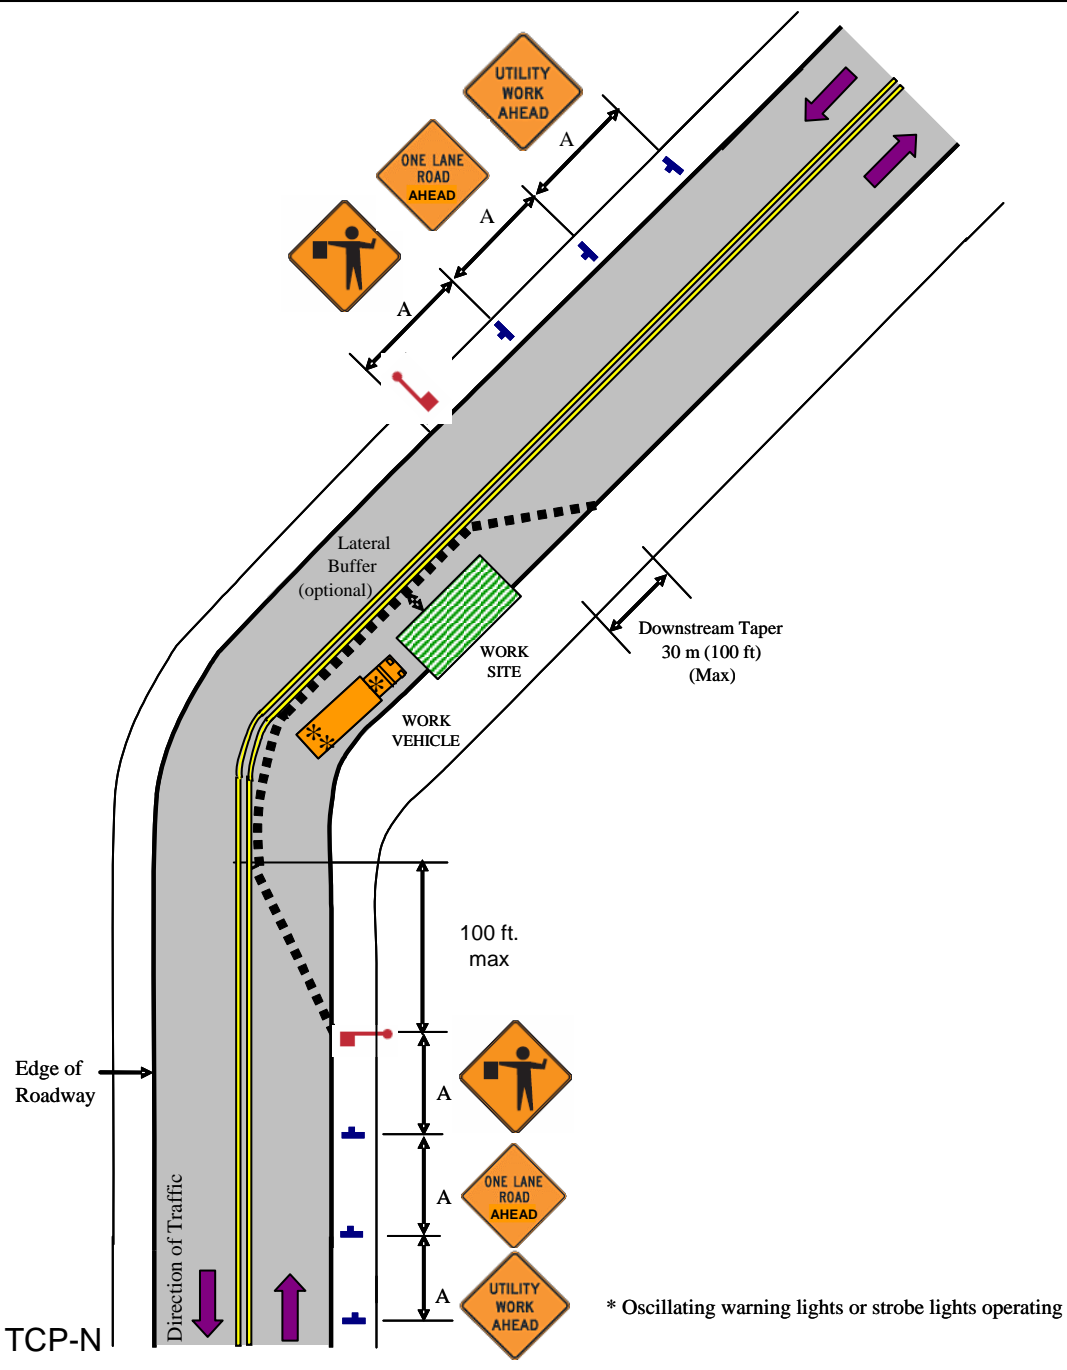 UTILITY
WORK
AHEAD
A
ONE LANE
ROAD
AHEAD
A
A
Lateral
Buffer
(optional)
Downstream Taper
30 m (100 ft)
(Max)
WORK
SITE
WORK
VEHICLE
100 ft.
max
Edge of
Roadway
A
Direction of Traffic
A
ONE LANE
ROAD
AHEAD
A
UTILITY
WORK
AHEAD
* Oscillating warning lights or strobe lights operating
TCP-N